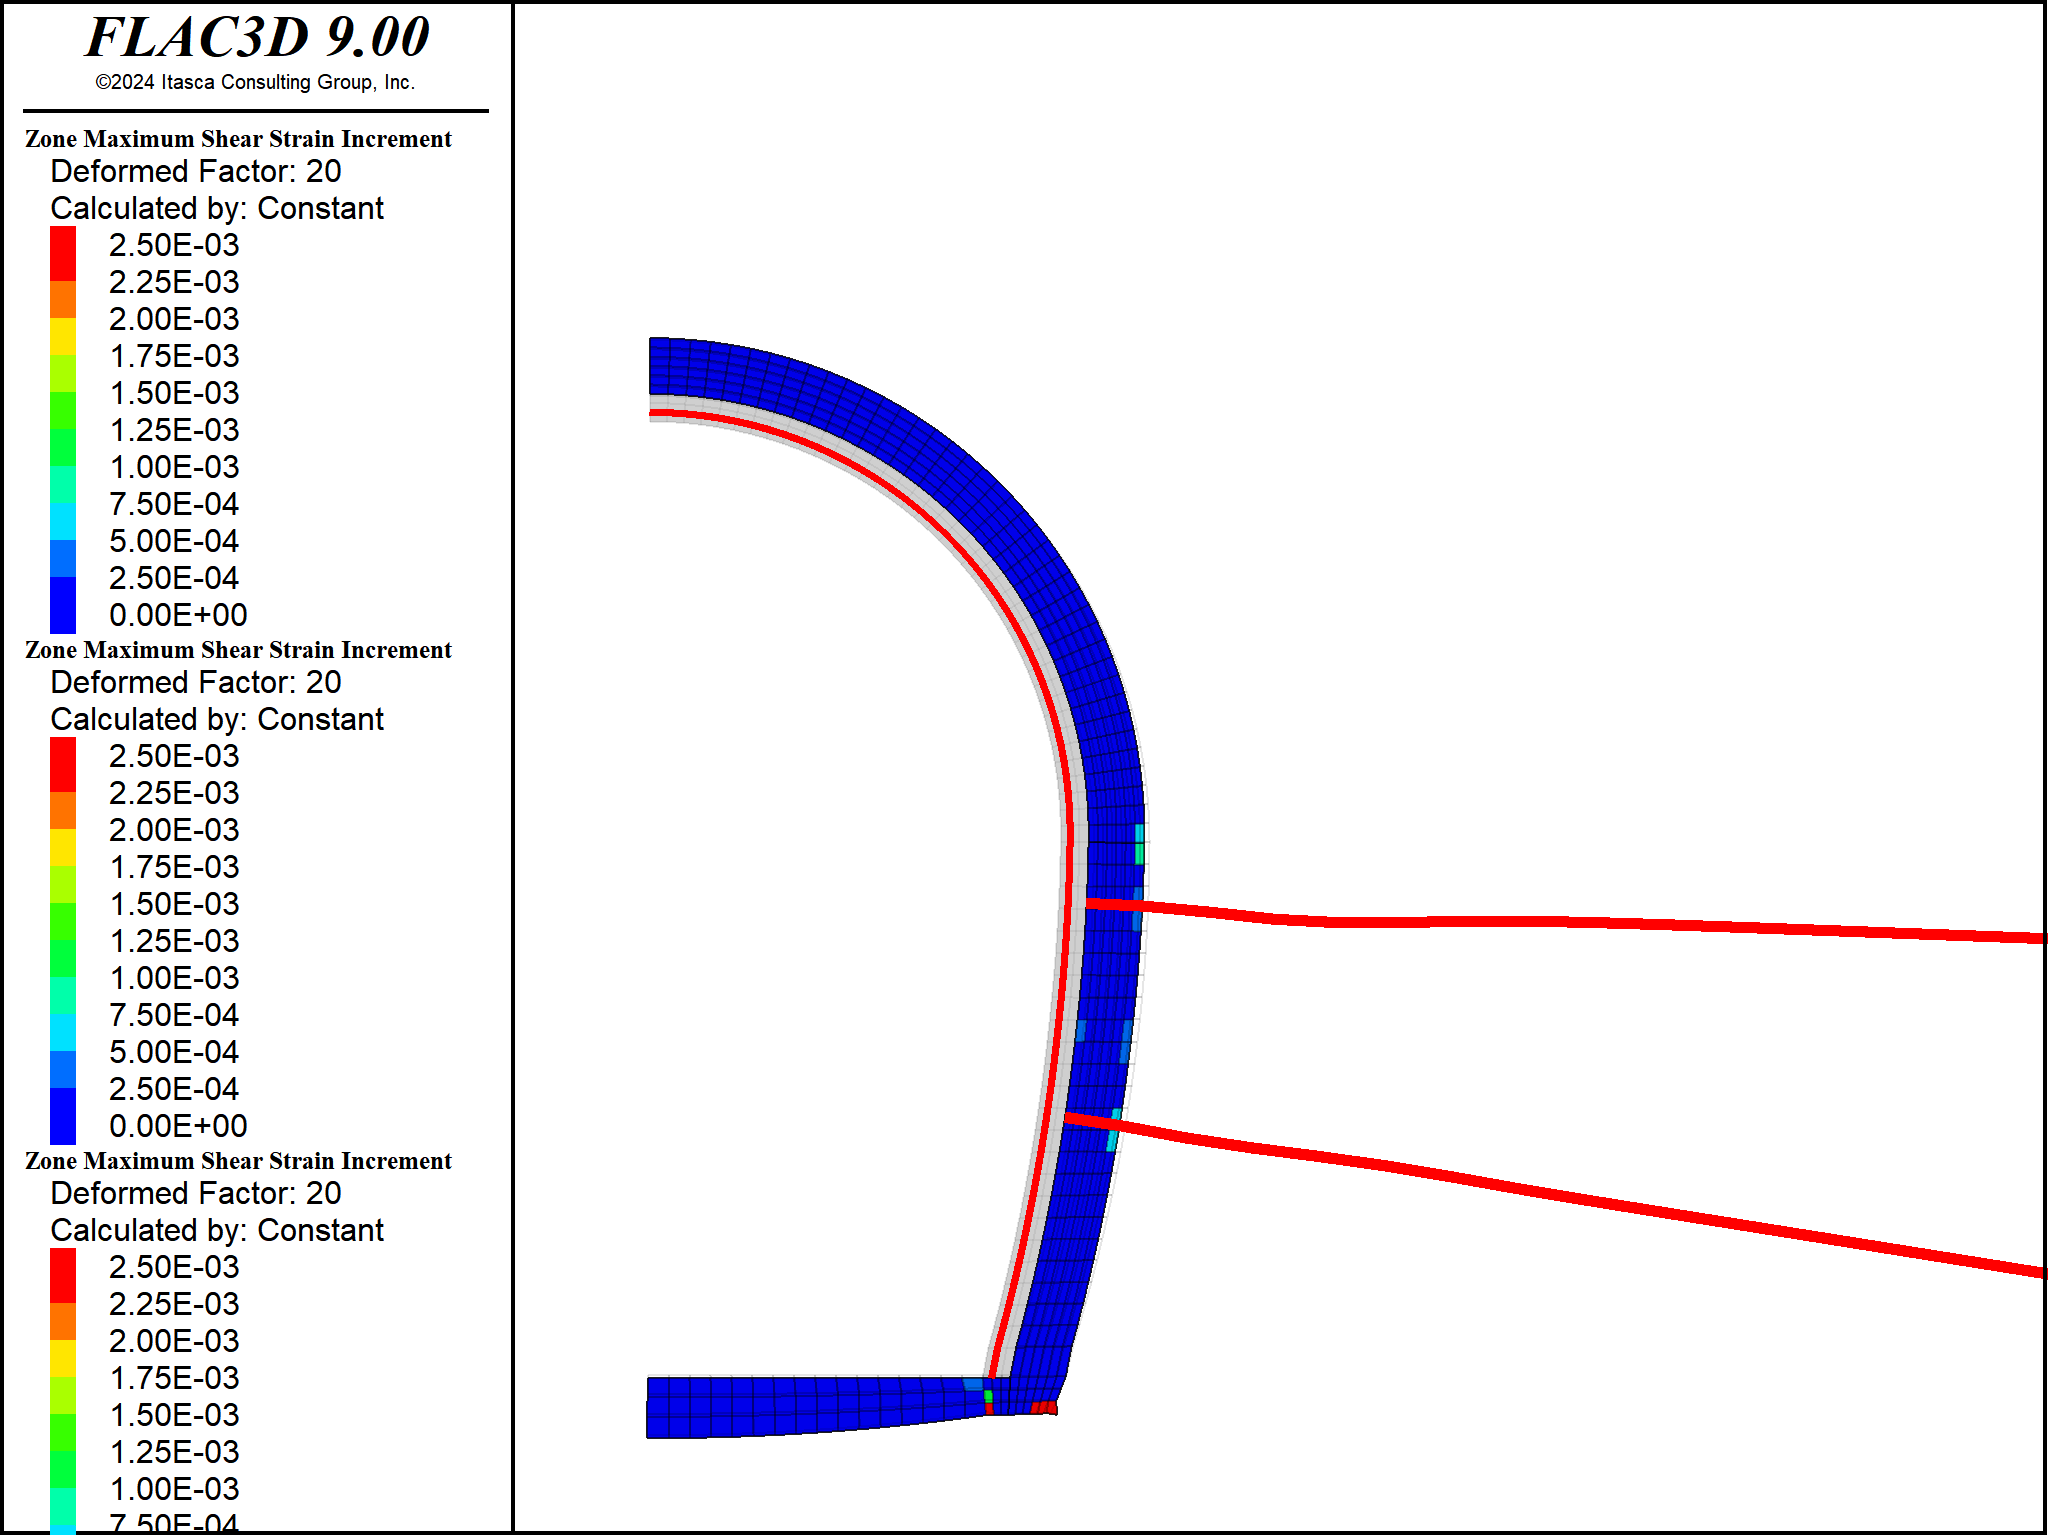 FLAC3D 9.00
©2024 Itasca Consulting Group, Inc.
Zone Maximum Shear Strain Increment
Deformed Factor: 20
Calculated by: Constant
2.50E-03
2.25E-03
2.00E-03
1.75E-03
1.50E-03
1.25E-03
1.00E-03
7.50E-04
5.00E-04
2.50E-04
0.00E+00
Zone Maximum Shear Strain Increment
Deformed Factor: 20
Calculated by: Constant
2.50E-03
2.25E-03
2.00E-03
1.75E-03
1.50E-03
1.25E-03
1.00E-03
7.50E-04
5.00E-04
2.50E-04
0.00E+00
Zone Maximum Shear Strain Increment
Deformed Factor: 20
Calculated by: Constant
2.50E-03
2.25E-03
2.00E-03
1.75E-03
1.50E-03
1.25E-03
1.00E-03
7.50E-04